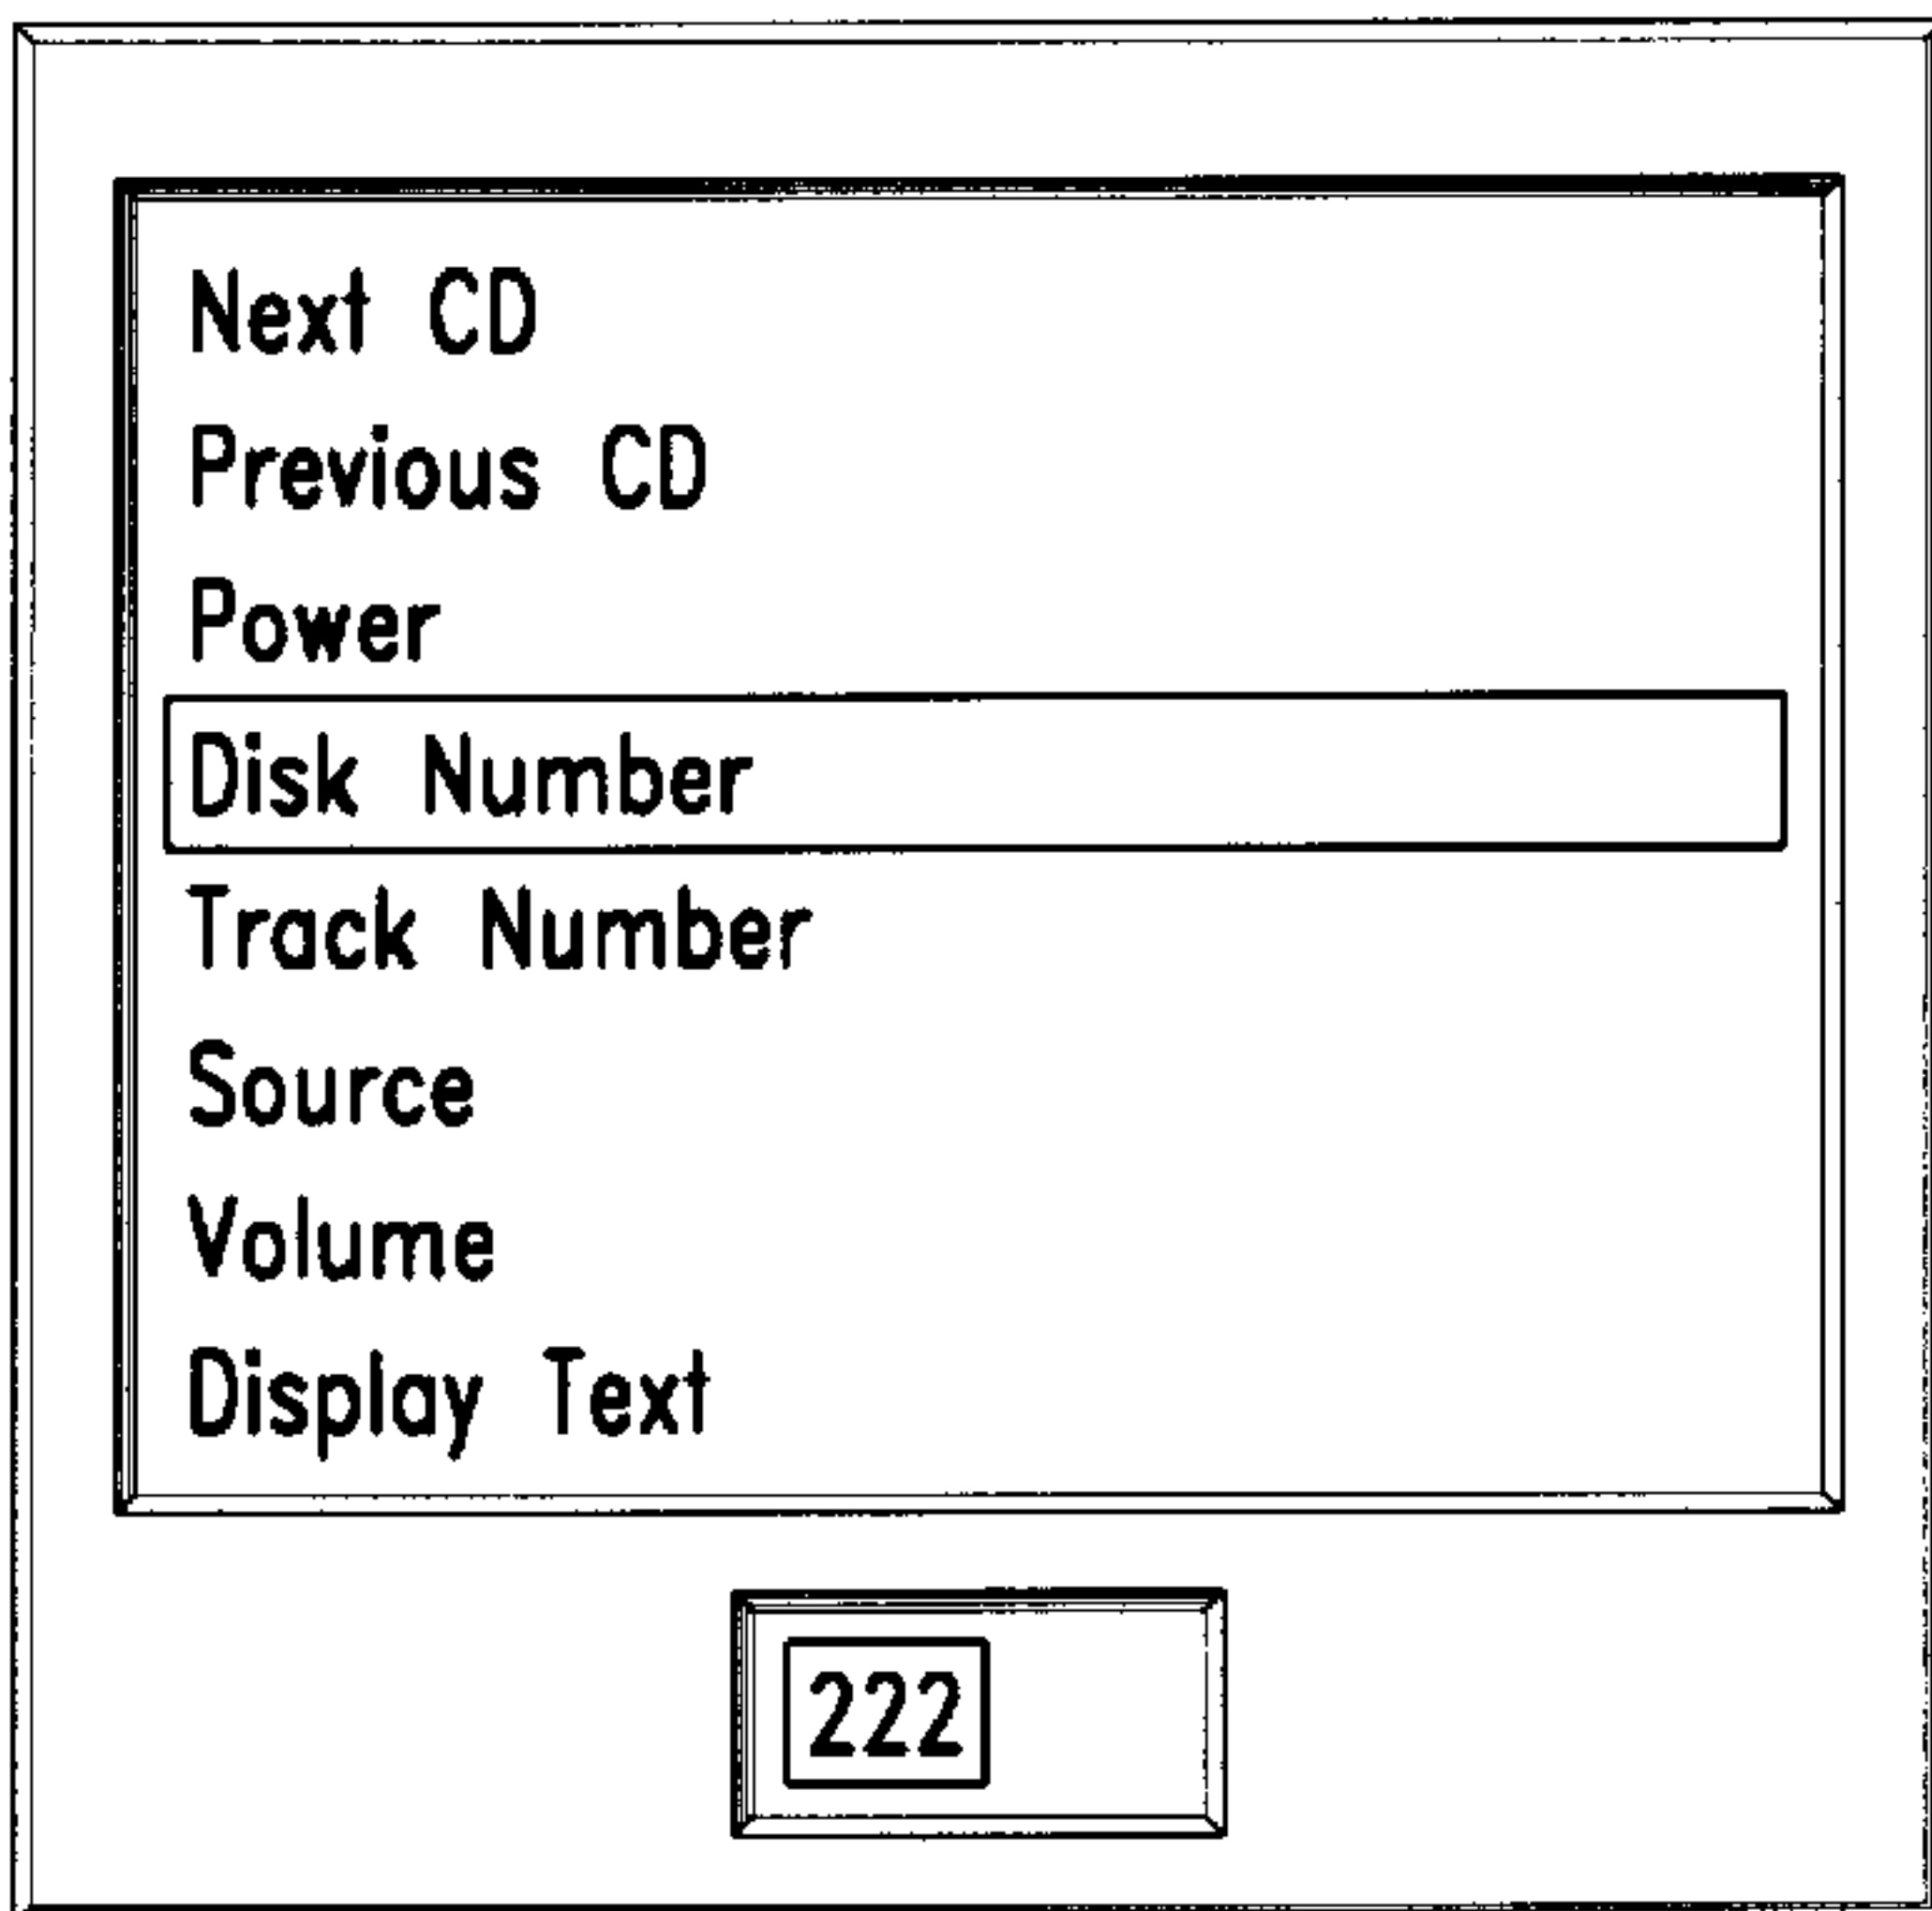 Next CD
Previous CD
Power
Disk Number
Track Number
Source
Volume
Display Text
222